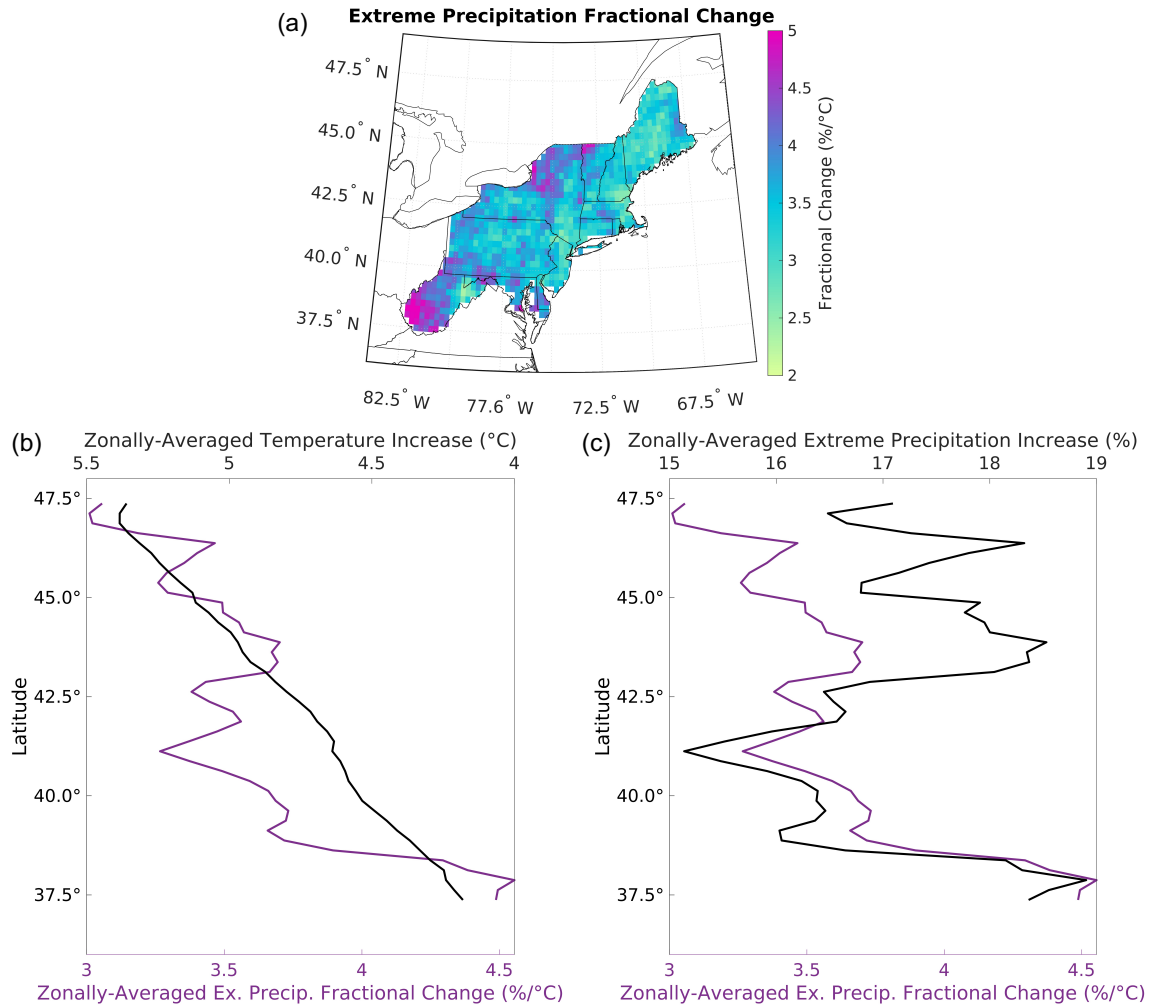 (a)
Extreme Precipitation Fractional Change
47.5° N
45.0° N
42.5° N
40.0° N
37.5° N
82.5° W
77.6° W
72.5° W
67.5° W
5
4.5
4
3.5
3
2.5
2
Fractional Change (%/°C)
(b)
Zonally-Averaged Temperature Increase (°C)
5.5 5 4.5 4
47.5°
45.0°
42.5°
40.0°
37.5°
Latitude
3 3.5 4 4.5
Zonally-Averaged Ex. Precip. Fractional Change (%/°C)
(c)
Zonally-Averaged Extreme Precipitation Increase (%)
15 16 17 18 19
47.5°
45.0°
42.5°
40.0°
37.5°
Latitude
3 3.5 4 4.5
Zonally-Averaged Ex. Precip. Fractional Change (%/°C)